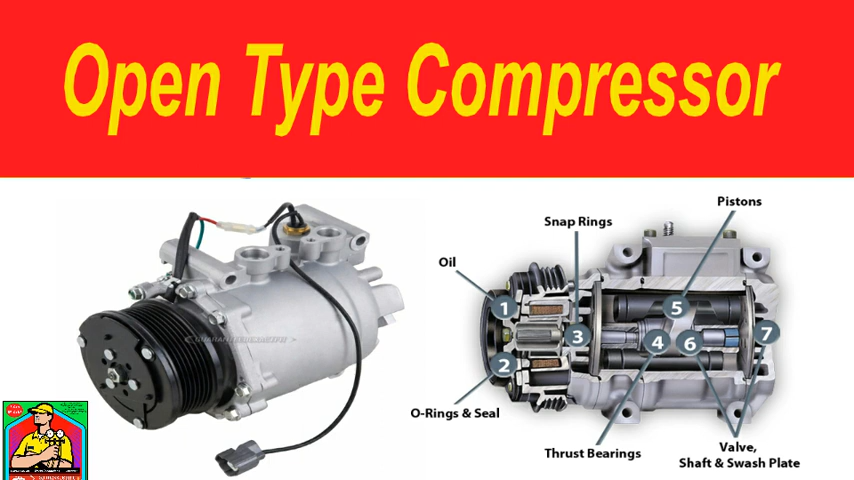 Open Type Compressor
Pistons
Snap Rings
Oil
1
2
3
4
5
6
7
O-Rings & Seal
Thrust Bearings
Valve,
Shaft & Swash Plate